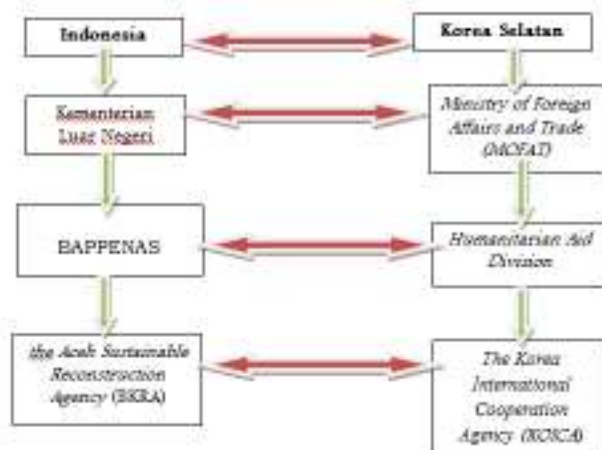 Indonesia
Korea Selatan
Kementerian
Luar Negeri
Ministry of Foreign
Affairs and Trade
(MOFAT)
BAPPENAS
Humanitarian Aid
Division
the Aceh Sustainable
Reconstruction
Agency (BKRA)
The Korea
International
Cooperation
Agency (KOICA)